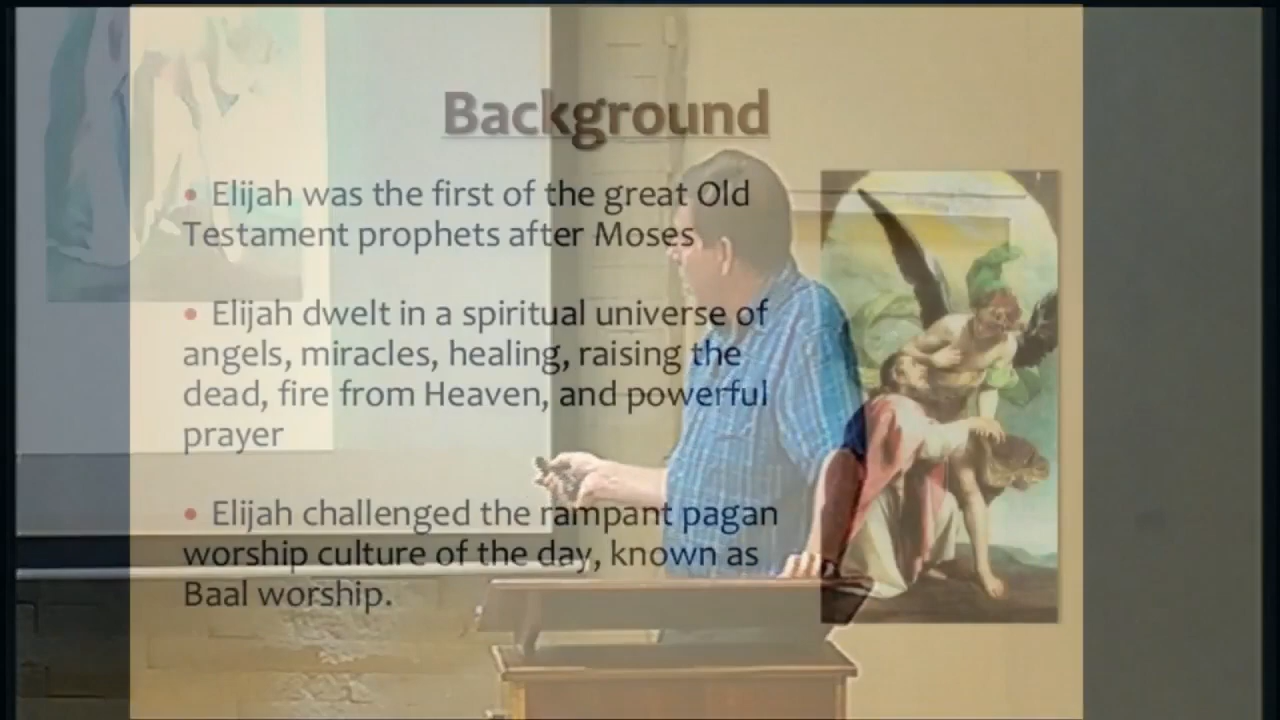 Background
• Elijah was the first of the great Old
Testament prophets after Moses
• Elijah dwelt in a spiritual universe of
angels, miracles, healing, raising the
dead, fire from Heaven, and powerful
prayer
• Elijah challenged the rampant pagan
worship culture of the day, known as
Baal worship.